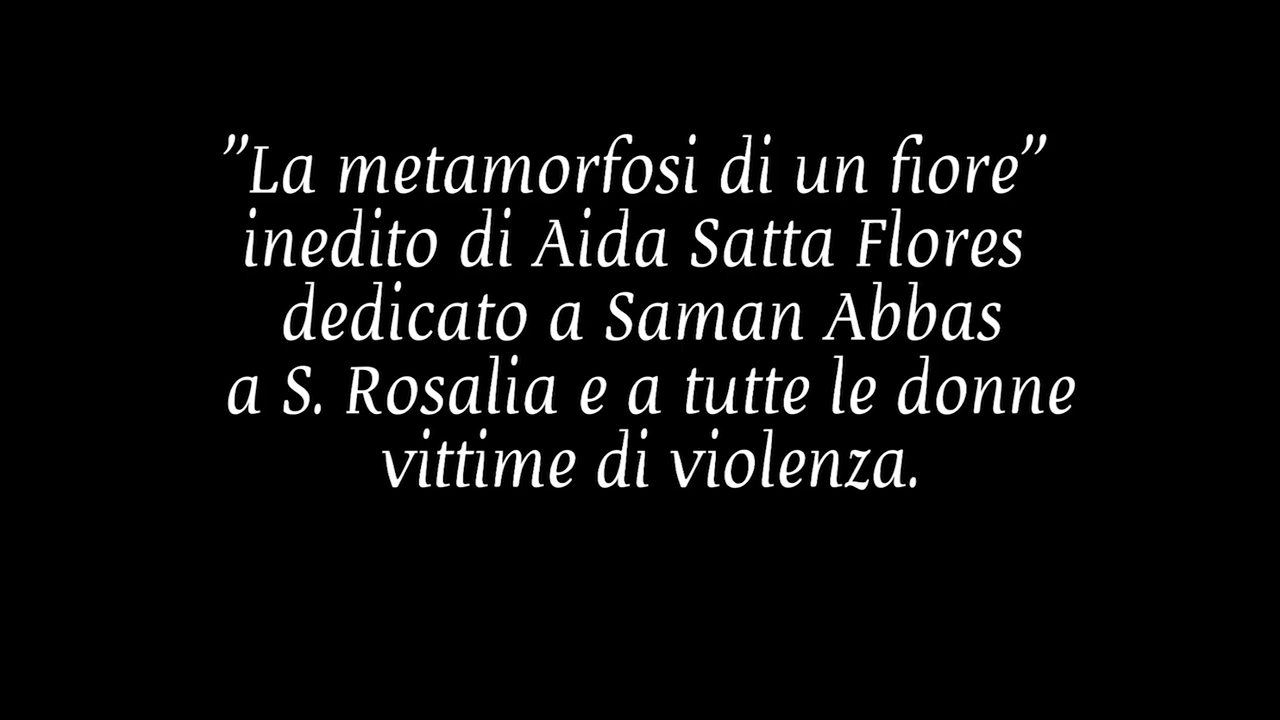 ”La metamorfosi di un fiore”
inedito di Aida Satta Flores
dedicato a Saman Abbas
a S. Rosalia e a tutte le donne
vittime di violenza.